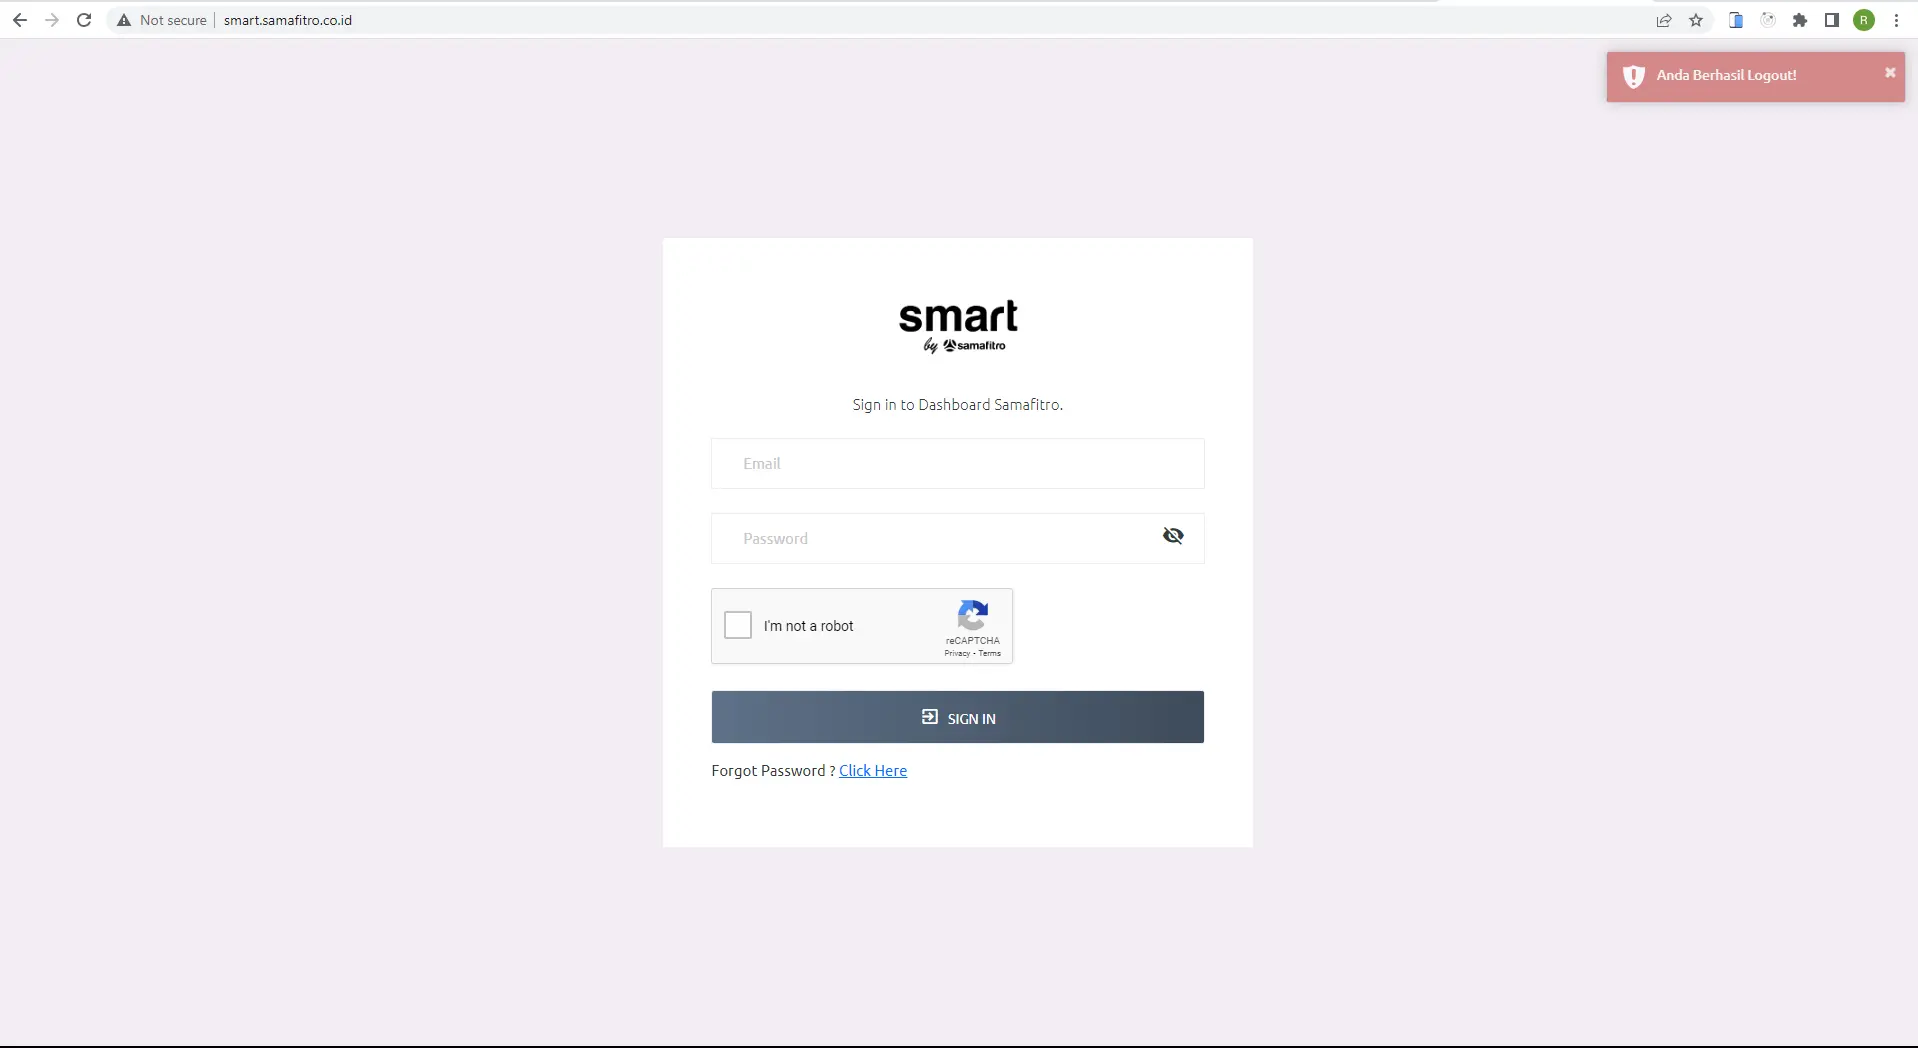 Not secure | smart.samafitro.co.id
R
Anda Berhasil Logout!
smart
by samafitro
Sign in to Dashboard Samafitro.
Email
Password
I'm not a robot
reCAPTCHA
Privacy - Terms
SIGN IN
Forgot Password ? Click Here